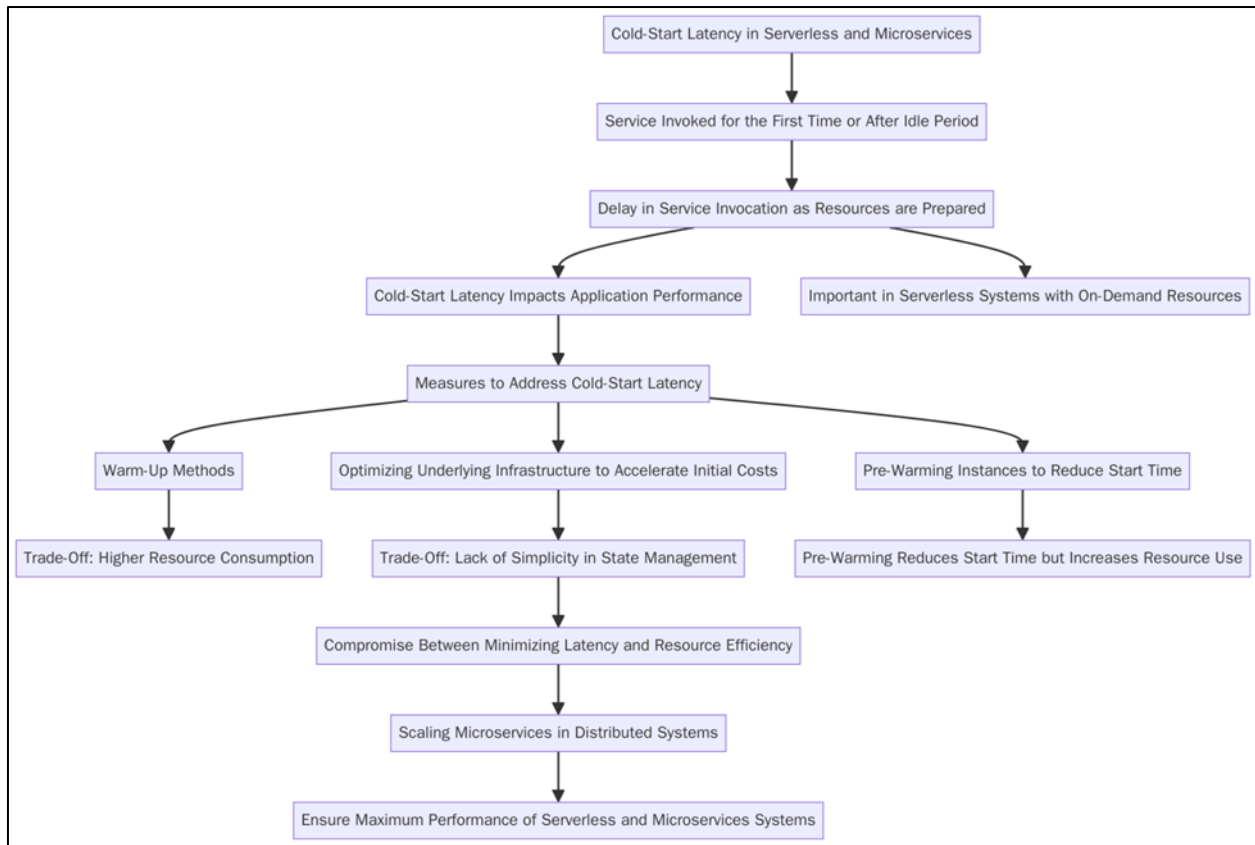 Cold-Start Latency in Serverless and Microservices
Service Invoked for the First Time or After Idle Period
Delay in Service Invocation as Resources are Prepared
Cold-Start Latency Impacts Application Performance
Important in Serverless Systems with On-Demand Resources
Measures to Address Cold-Start Latency
Warm-Up Methods
Optimizing Underlying Infrastructure to Accelerate Initial Costs
Pre-Warming Instances to Reduce Start Time
Trade-Off: Higher Resource Consumption
Trade-Off: Lack of Simplicity in State Management
Pre-Warming Reduces Start Time but Increases Resource Use
Compromise Between Minimizing Latency and Resource Efficiency
Scaling Microservices in Distributed Systems
Ensure Maximum Performance of Serverless and Microservices Systems